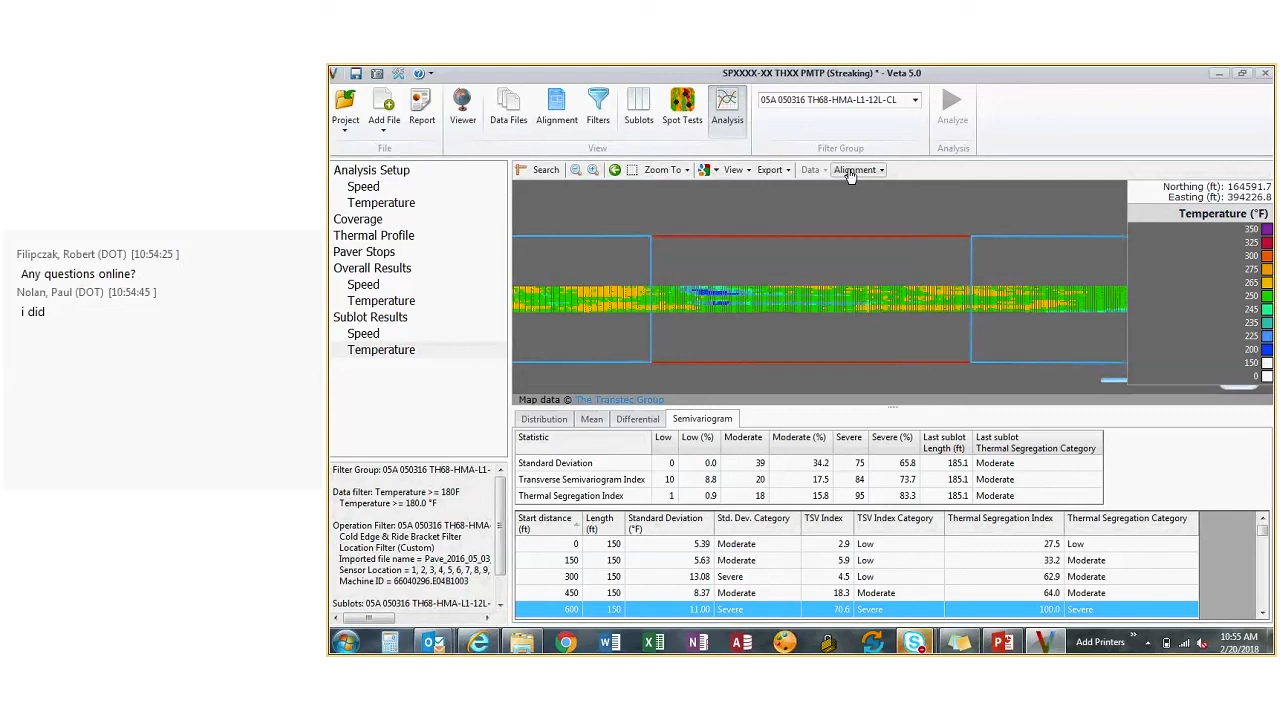 SPXXXX-XX THXX PMTP (Streaking) * - Veta 5.0
Project Add File Report Viewer Data Files Alignment Filters Sublots Spot Tests Analysis
05A 050316 TH68-HMA-L1-12L-CL
Analyze
File View Filter Group Analysis
Search Zoom To View Export Data Alignment
Analysis Setup
Speed
Temperature
Coverage
Thermal Profile
Paver Stops
Overall Results
Speed
Temperature
Sublot Results
Speed
Temperature
Filipczak, Robert (DOT) [10:54:25 ]
Any questions online?
Nolan, Paul (DOT) [10:54:45 ]
i did
Northing (ft): 164591.7
Easting (ft): 394226.8
Temperature (°F)
350
325
300
275
265
250
245
235
225
200
150
0
Map data © The Transtec Group
Filter Group: 05A 050316 TH68-HMA-L1-
Data filter: Temperature >= 180F
Temperature >= 180.0 °F
Operation Filter: 05A 050316 TH68-HMA
Cold Edge & Ride Bracket Filter
Location Filter (Custom)
Imported file name = Pave_2016_05_03
Sensor Location = 1, 2, 3, 4, 5, 6, 7, 8, 9,
Machine ID = 66040296.E04B1003
Sublots: 05A 050316 TH68-HMA-L1-12L-
Distribution Mean Differential Semivariogram
Statistic Low Low (%) Moderate Moderate (%) Severe Severe (%) Last sublot Length (ft) Last sublot Thermal Segregation Category
Standard Deviation 0 0.0 39 34.2 75 65.8 185.1 Moderate
Transverse Semivariogram Index 10 8.8 20 17.5 84 73.7 185.1 Moderate
Thermal Segregation Index 1 0.9 18 15.8 95 83.3 185.1 Moderate
Start distance (ft) Length (ft) Standard Deviation (°F) Std. Dev. Category TSV Index TSV Index Category Thermal Segregation Index Thermal Segregation Category
0 150 5.39 Moderate 2.9 Low 27.5 Low
150 150 5.63 Moderate 5.9 Low 33.2 Moderate
300 150 13.08 Severe 4.5 Low 62.9 Moderate
450 150 8.37 Moderate 18.3 Moderate 64.0 Moderate
600 150 11.00 Severe 70.6 Severe 100.0 Severe
Add Printers
10:55 AM
2/20/2018